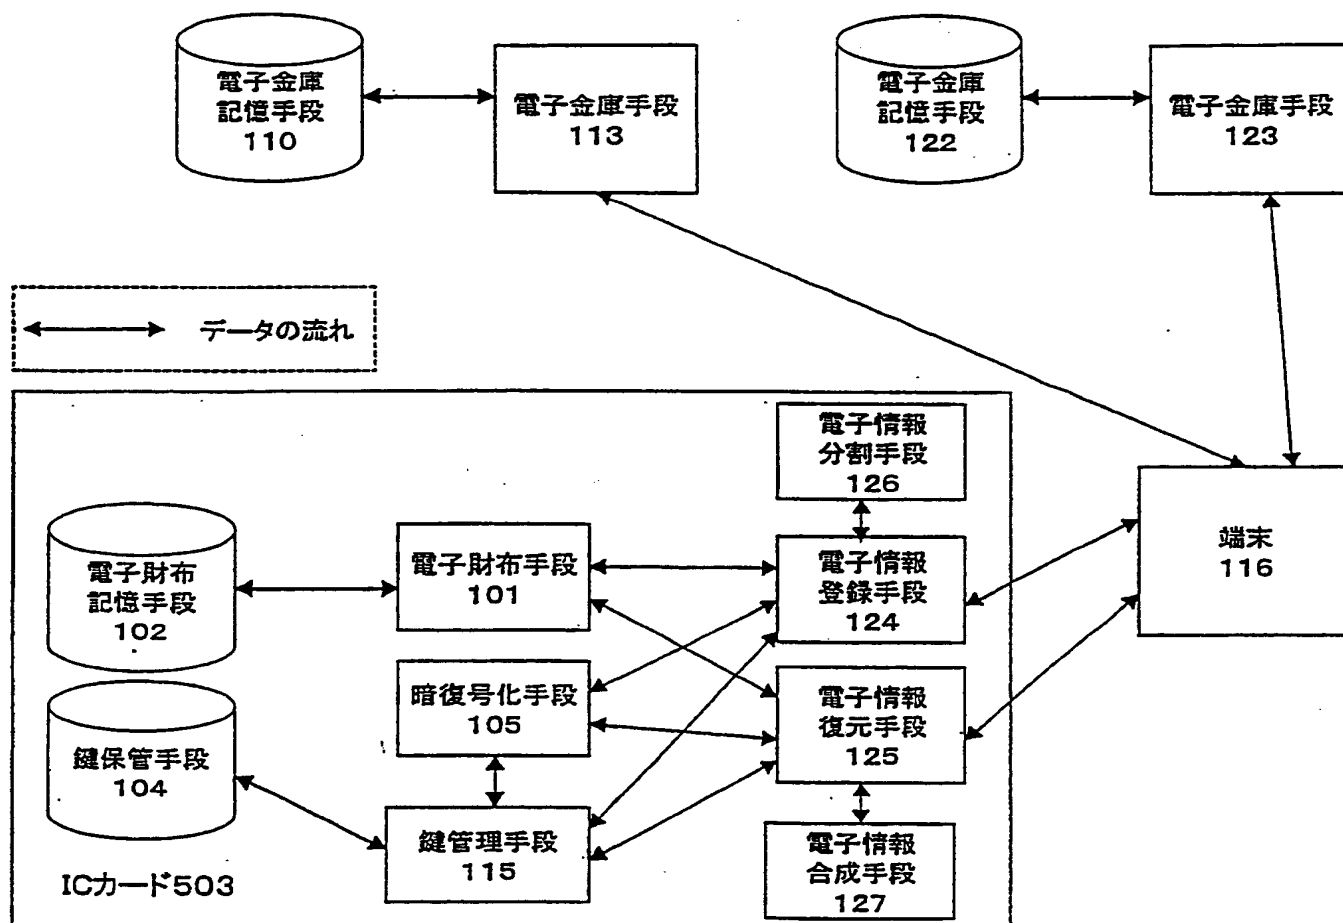 電子金庫
記憶手段
110
電子金庫手段
113
電子金庫
記憶手段
122
電子金庫手段
123
データの流れ
電子情報
分割手段
126
電子財布
記憶手段
102
電子財布手段
101
電子情報
登録手段
124
端末
116
暗復号化手段
105
電子情報
復元手段
125
鍵保管手段
104
鍵管理手段
115
電子情報
合成手段
127
ICカード503